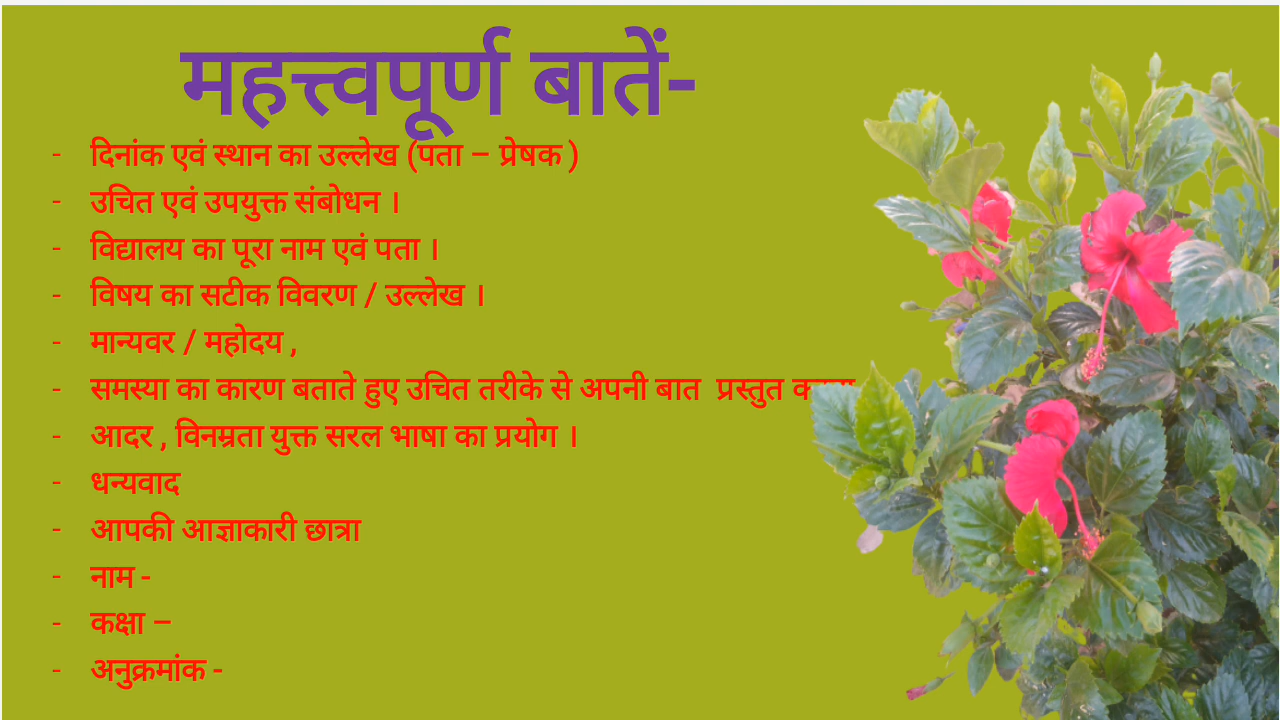 महत्त्वपूर्ण बातें-
- दिनांक एवं स्थान का उल्लेख (पता – प्रेषक )
- उचित एवं उपयुक्त संबोधन ।
- विद्यालय का पूरा नाम एवं पता ।
- विषय का सटीक विवरण / उल्लेख ।
- मान्यवर / महोदय ,
- समस्या का कारण बताते हुए उचित तरीके से अपनी बात प्रस्तुत
- आदर , विनम्रता युक्त सरल भाषा का प्रयोग ।
- धन्यवाद
- आपकी आज्ञाकारी छात्रा
- नाम -
- कक्षा –
- अनुक्रमांक -